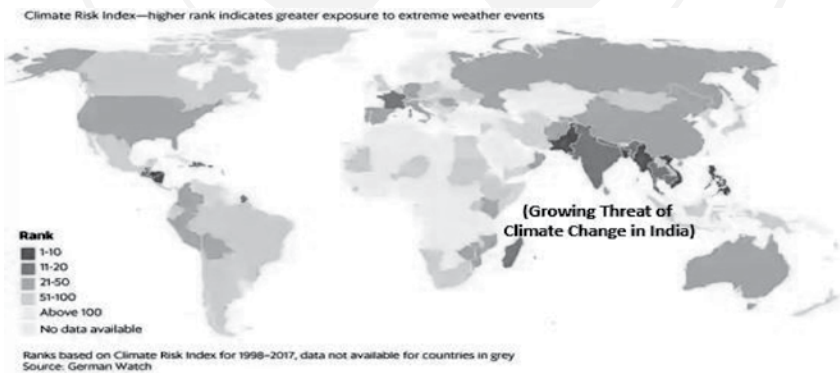 Climate Risk Index—higher rank indicates greater exposure to extreme weather events
(Growing Threat of
Climate Change in India)
Rank
1-10
11-20
21-50
51-100
Above 100
No data available
Ranks based on Climate Risk Index for 1998-2017, data not available for countries in grey
Source: German Watch